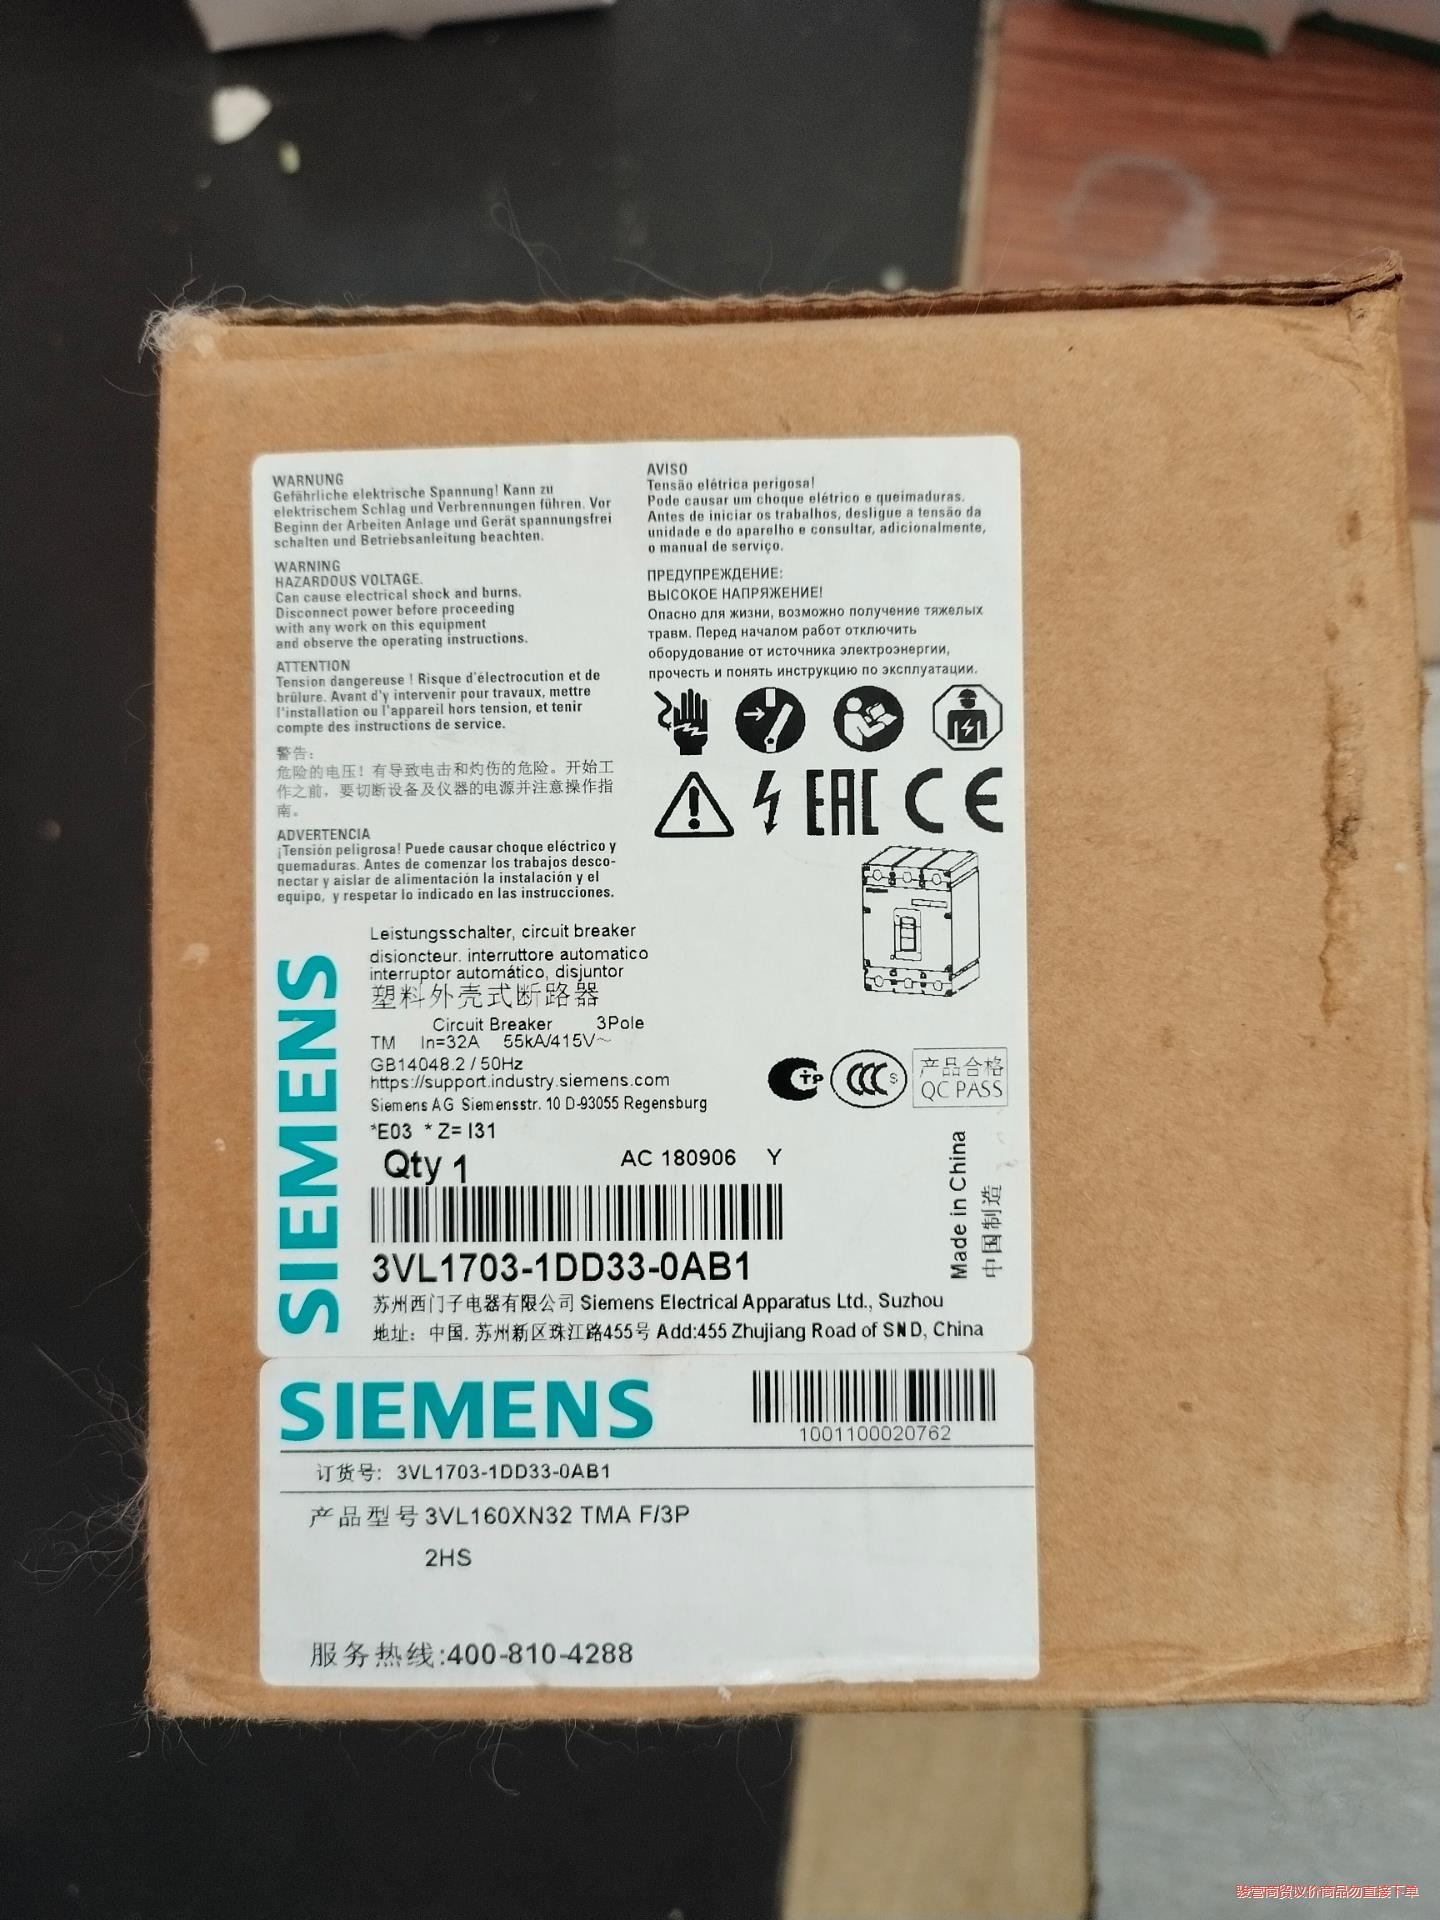 WARNUNG
Gefährliche elektrische Spannung! Kann zu
elektrischem Schlag und Verbrennungen führen. Vor
Beginn der Arbeiten Anlage und Gerät spannungsfrei
schalten und Betriebsanleitung beachten.
WARNING
HAZARDOUS VOLTAGE.
Can cause electrical shock and burns.
Disconnect power before proceeding
with any work on this equipment
and observe the operating instructions.
ATTENTION
Tension dangereuse ! Risque d'électrocution et de
brûlure. Avant d'y intervenir pour travaux, mettre
l'installation ou l'appareil hors tension, et tenir
compte des instructions de service.
警告:
危险的电压! 有导致电击和灼伤的危险。开始工
作之前, 要切断设备及仪器的电源并注意操作指
南。
ADVERTENCIA
¡Tensión peligrosa! Puede causar choque eléctrico y
quemaduras. Antes de comenzar los trabajos desco-
nectar y aislar de alimentación la instalación y el
equipo, y respetar lo indicado en las instrucciones.
AVISO
Tensão elétrica perigosa!
Pode causar um choque elétrico e queimaduras.
Antes de iniciar os trabalhos, desligue a tensão da
unidade e do aparelho e consultar, adicionalmente,
o manual de serviço.
ПРЕДУПРЕЖДЕНИЕ:
ВЫСОКОЕ НАПРЯЖЕНИЕ!
Опасно для жизни, возможно получение тяжелых
травм. Перед началом работ отключить
оборудование от источника электроэнергии,
прочесть и понять инструкцию по эксплуатации.
EAC CE
SIEMENS
Leistungsschalter, circuit breaker
disioncteur. interruttore automatico
interruptor automático, disjuntor
塑料外壳式断路器
Circuit Breaker 3Pole
TM In=32A 55kA/415V~
GB14048.2 / 50Hz
https://support.industry.siemens.com
Siemens AG Siemensstr. 10 D-93055 Regensburg
*E03 * Z= I31
CTP CCC S
产品合格
QC PASS
Qty 1 AC 180906 Y
3VL1703-1DD33-0AB1
Made in China
中国制造
苏州西门子电器有限公司 Siemens Electrical Apparatus Ltd., Suzhou
地址: 中国. 苏州新区珠江路455号 Add:455 Zhujiang Road of SND, China
SIEMENS
1001100020762
订货号: 3VL1703-1DD33-0AB1
产品型号 3VL160XN32 TMA F/3P
2HS
服务热线:400-810-4288
骏营商贸议价商品勿直接下单